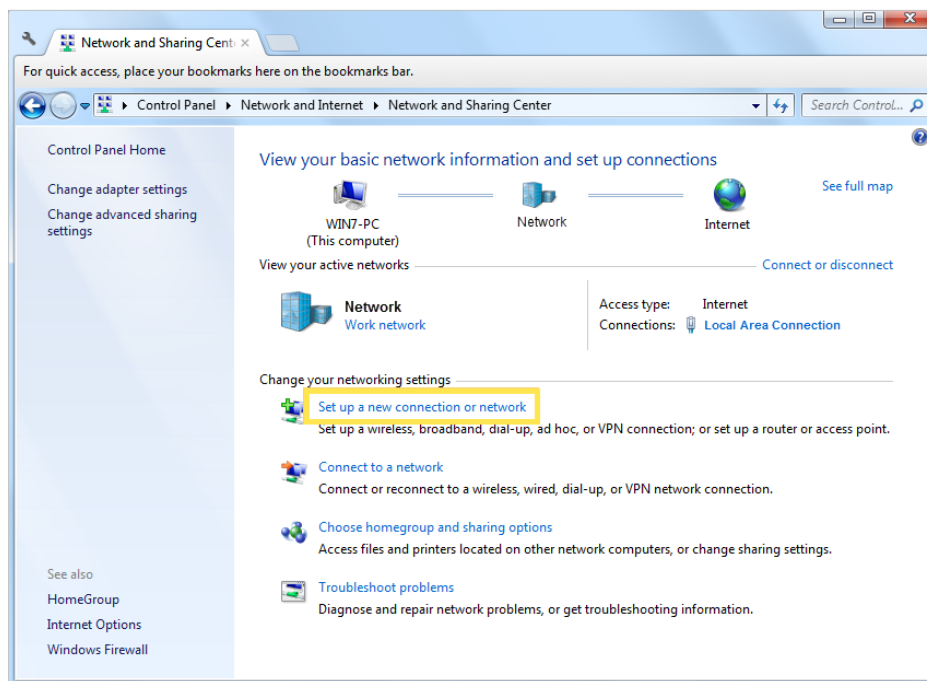 Network and Sharing Cent
For quick access, place your bookmarks here on the bookmarks bar.
Control Panel Network and Internet Network and Sharing Center Search Control...
Control Panel Home
Change adapter settings
Change advanced sharing
settings
View your basic network information and set up connections
See full map
WIN7-PC
(This computer)
Network
Internet
View your active networks
Connect or disconnect
Network
Work network
Access type: Internet
Connections: Local Area Connection
Change your networking settings
Set up a new connection or network
Set up a wireless, broadband, dial-up, ad hoc, or VPN connection; or set up a router or access point.
Connect to a network
Connect or reconnect to a wireless, wired, dial-up, or VPN network connection.
Choose homegroup and sharing options
Access files and printers located on other network computers, or change sharing settings.
Troubleshoot problems
Diagnose and repair network problems, or get troubleshooting information.
See also
HomeGroup
Internet Options
Windows Firewall